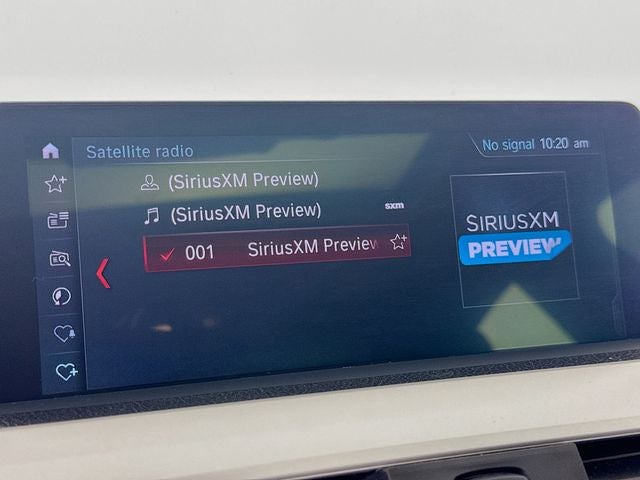 Satellite radio
No signal 10:20 am
(SiriusXM Preview)
(SiriusXM Preview)
sxm
001 SiriusXM Preview
SIRIUSXM
PREVIEW